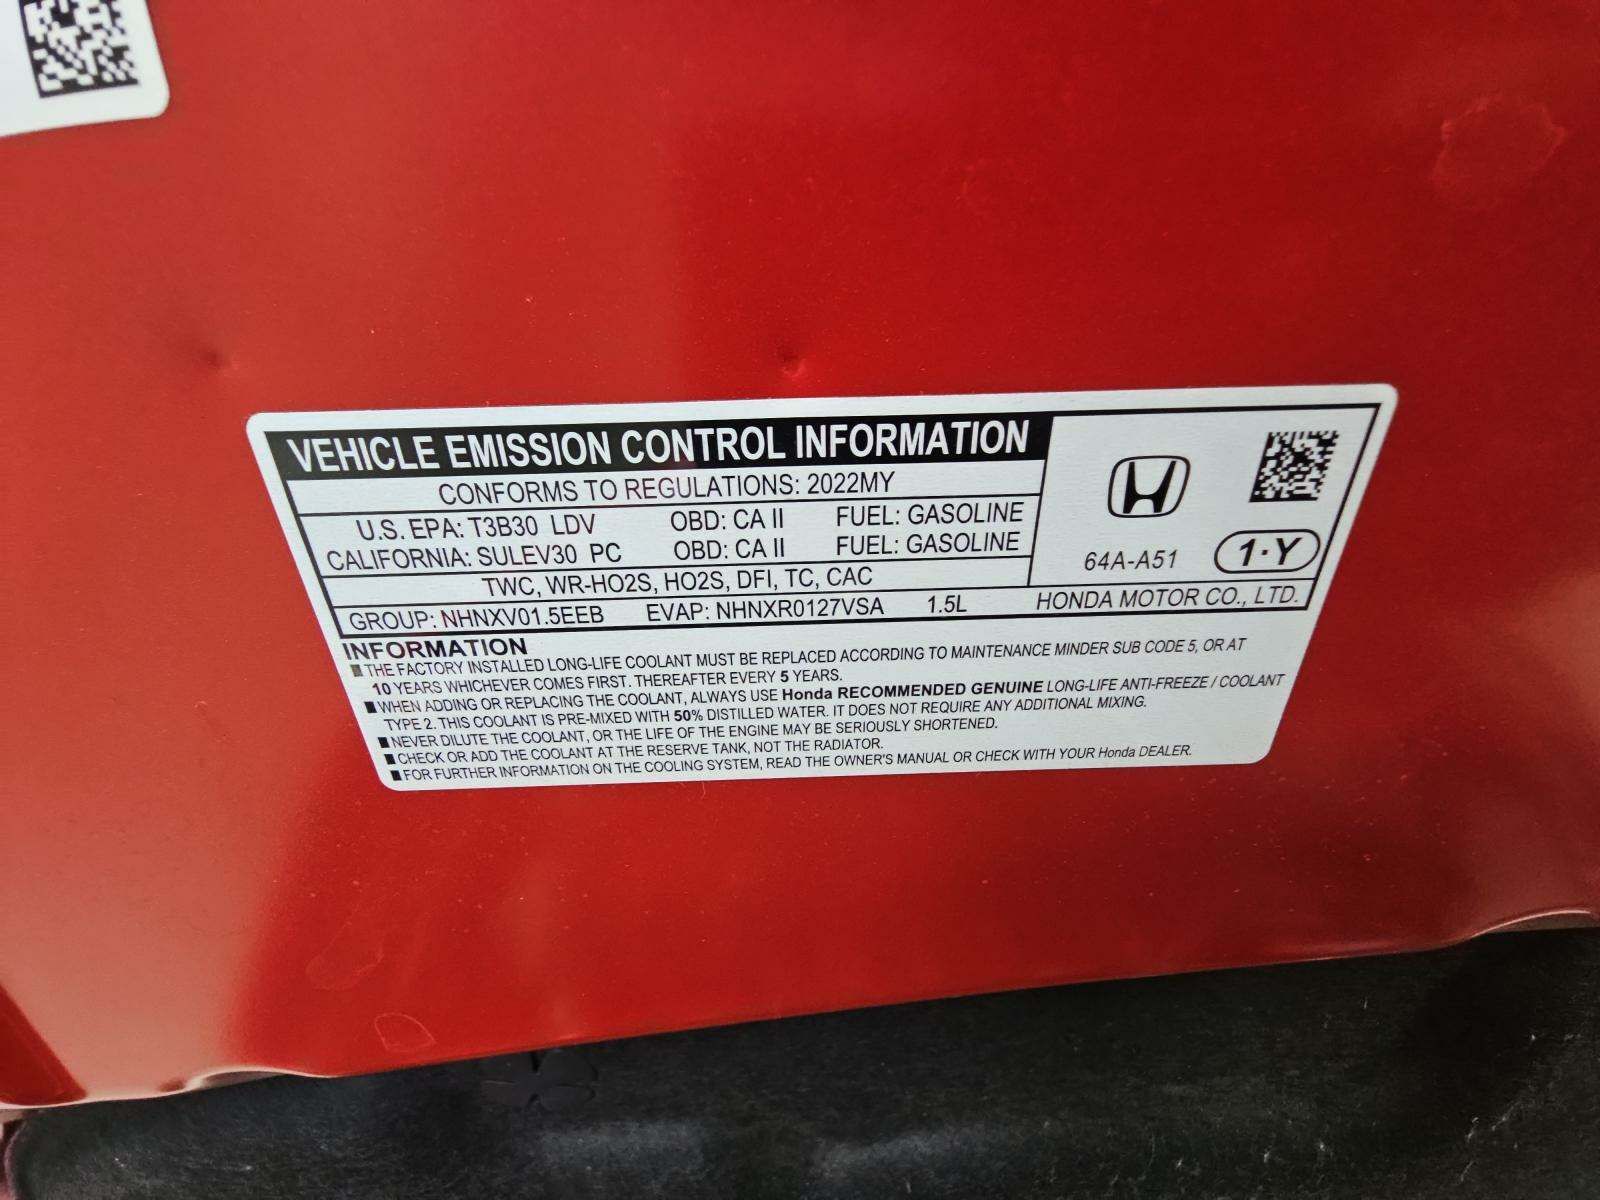 VEHICLE EMISSION CONTROL INFORMATION
CONFORMS TO REGULATIONS: 2022MY
U.S. EPA: T3B30 LDV OBD: CA II FUEL: GASOLINE
CALIFORNIA: SULEV30 PC OBD: CA II FUEL: GASOLINE
TWC, WR-HO2S, HO2S, DFI, TC, CAC
GROUP: NHNXV01.5EEB EVAP: NHNXR0127VSA 1.5L
64A-A51 1·Y
HONDA MOTOR CO., LTD.
INFORMATION
■ THE FACTORY INSTALLED LONG-LIFE COOLANT MUST BE REPLACED ACCORDING TO MAINTENANCE MINDER SUB CODE 5, OR AT
10 YEARS WHICHEVER COMES FIRST. THEREAFTER EVERY 5 YEARS.
■ WHEN ADDING OR REPLACING THE COOLANT, ALWAYS USE Honda RECOMMENDED GENUINE LONG-LIFE ANTI-FREEZE / COOLANT
TYPE 2. THIS COOLANT IS PRE-MIXED WITH 50% DISTILLED WATER. IT DOES NOT REQUIRE ANY ADDITIONAL MIXING.
■ NEVER DILUTE THE COOLANT, OR THE LIFE OF THE ENGINE MAY BE SERIOUSLY SHORTENED.
■ CHECK OR ADD THE COOLANT AT THE RESERVE TANK, NOT THE RADIATOR.
■ FOR FURTHER INFORMATION ON THE COOLING SYSTEM, READ THE OWNER'S MANUAL OR CHECK WITH YOUR Honda DEALER.